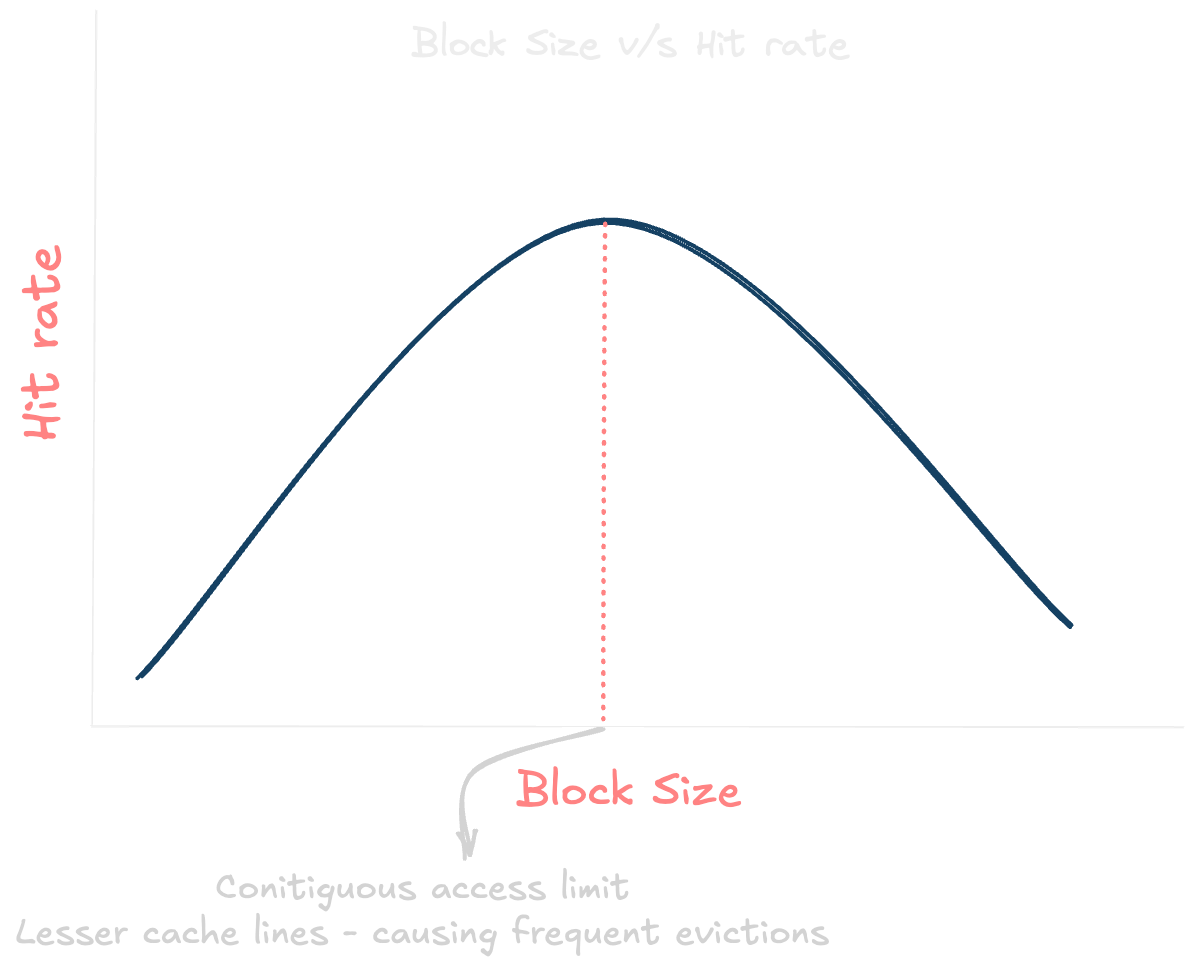 Block Size v/s Hit rate
Hit rate
Block Size
Conitiguous access limit
Lesser cache lines - causing frequent evictions